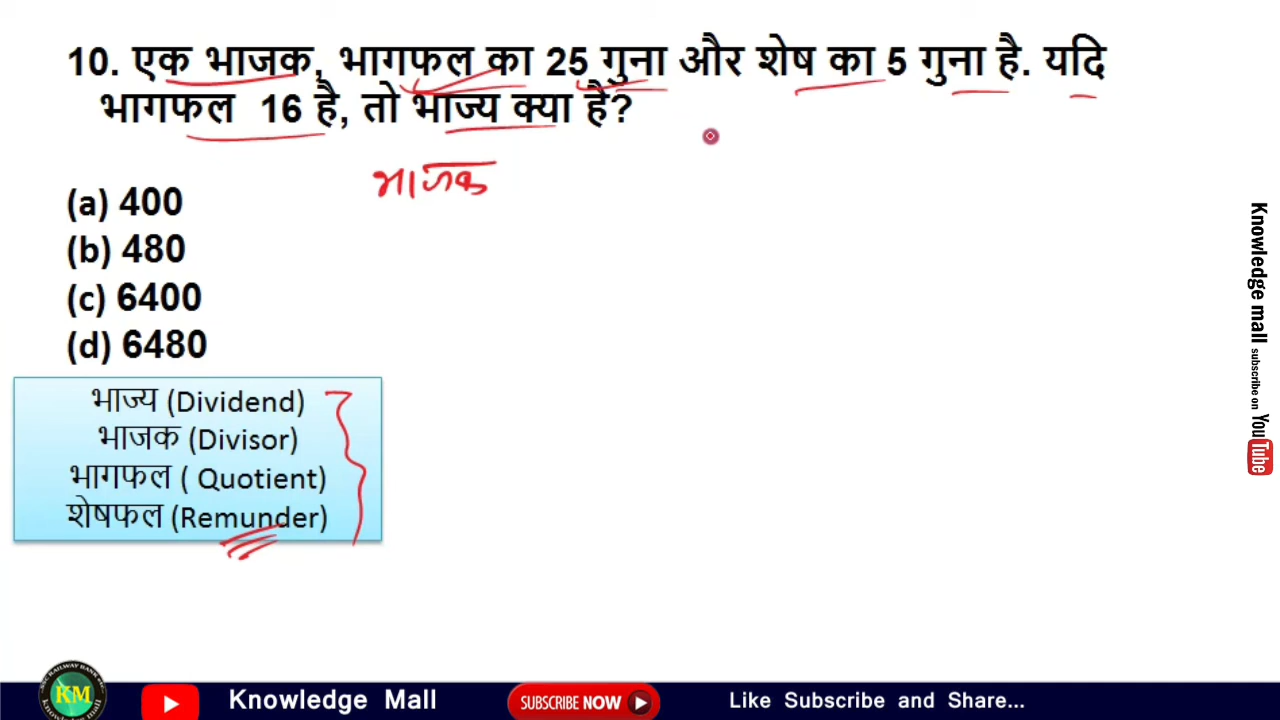 10. एक भाजक, भागफल का 25 गुना और शेष का 5 गुना है. यदि
भागफल 16 है, तो भाज्य क्या है?
भाजक
(a) 400
(b) 480
(c) 6400
(d) 6480
भाज्य (Dividend)
भाजक (Divisor)
भागफल ( Quotient)
शेषफल (Remunder)
Knowledge mall subscribe on YouTube
KM
Knowledge Mall
SUBSCRIBE NOW
Like Subscribe and Share...